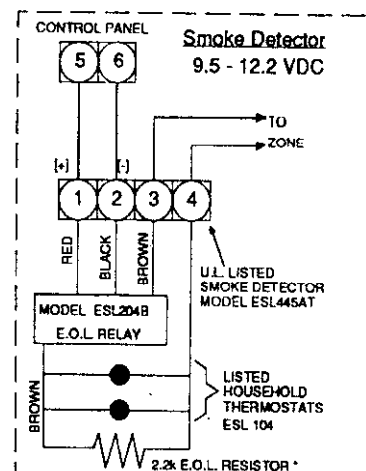 CONTROL PANEL
Smoke Detector
9.5 - 12.2 VDC
5 6
TO
ZONE
[+] [-]
1 2 3 4
RED
BLACK
BROWN
U.L. LISTED
SMOKE DETECTOR
MODEL ESL445AT
MODEL ESL204B
E.O.L. RELAY
BROWN
LISTED
HOUSEHOLD
THERMOSTATS
ESL 104
2.2k E.O.L. RESISTOR *